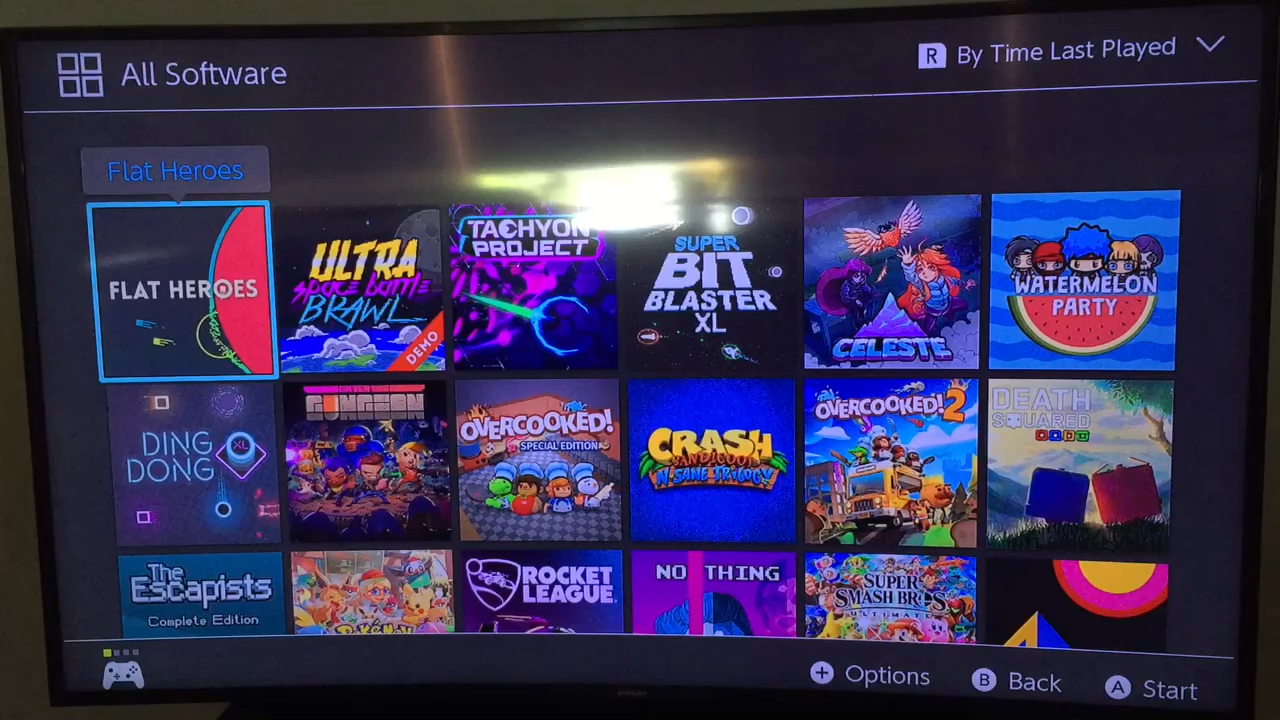 All Software
R By Time Last Played
Flat Heroes
FLAT HEROES
ULTRA
SPACE BATTLE
BRAWL
DEMO
TACHYON
PROJECT
SUPER
BIT
BLASTER
XL
CELESTE
WATERMELON
PARTY
DING
DONG
XL
GUNGEON
OVERCOOKED!
SPECIAL EDITION
CRASH
BANDICOOT
N·SANE TRILOGY
OVERCOOKED! 2
DEATH
SQUARED
The
Escapists
Complete Edition
Pokémon
ROCKET
LEAGUE
NO THING
SUPER
SMASH BROS.
ULTIMATE
+ Options
B Back
A Start